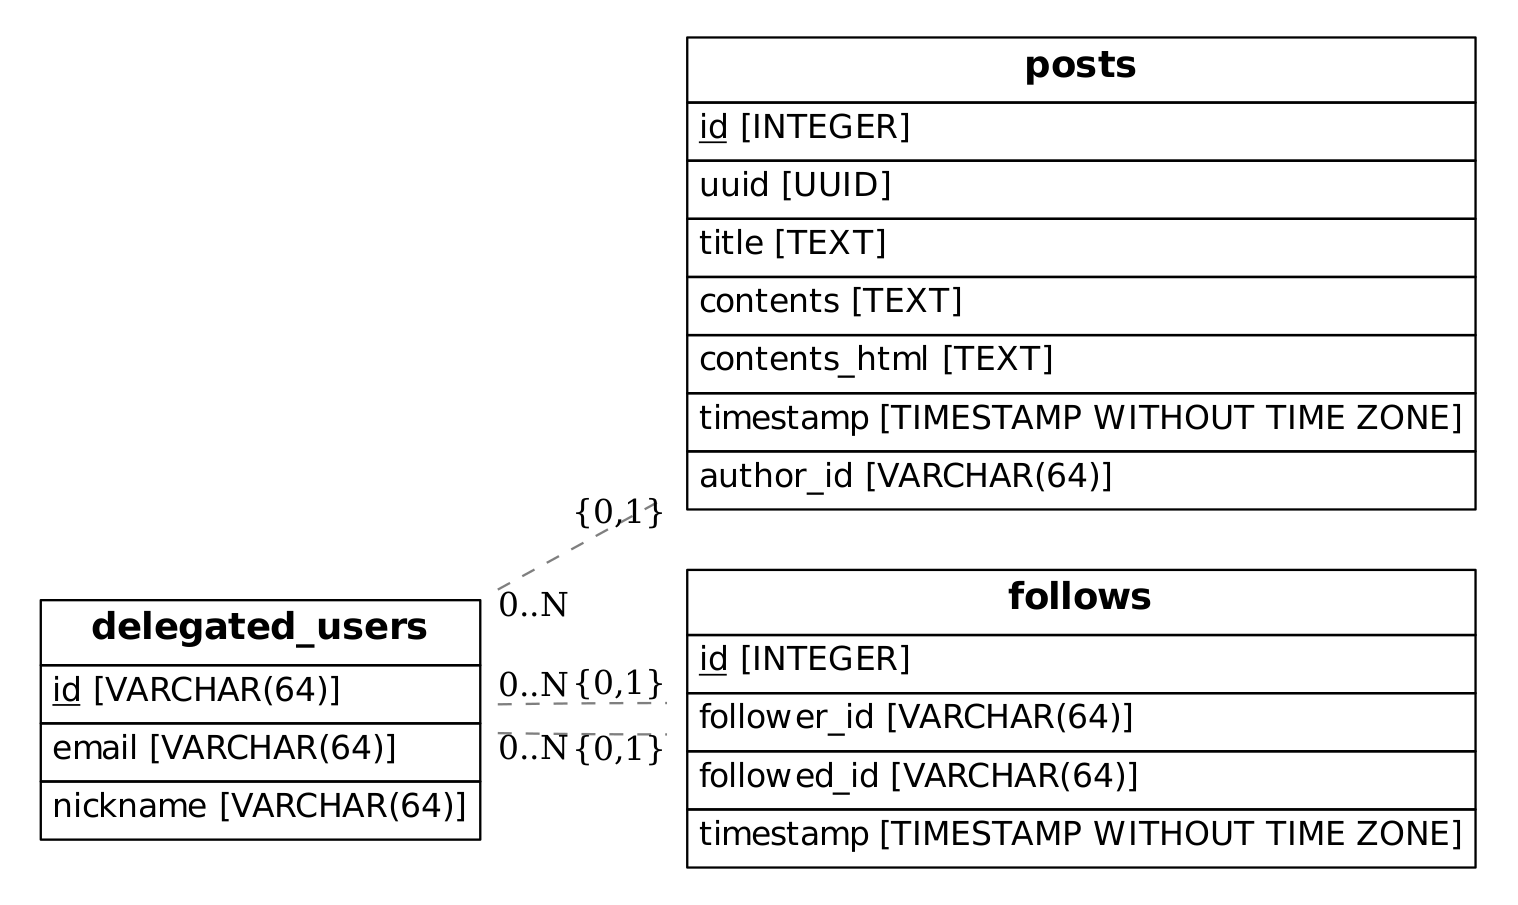 posts
id [INTEGER]
uuid [UUID]
title [TEXT]
contents [TEXT]
contents_html [TEXT]
timestamp [TIMESTAMP WITHOUT TIME ZONE]
author_id [VARCHAR(64)]
{0,1}
0..N
delegated_users
id [VARCHAR(64)]
email [VARCHAR(64)]
nickname [VARCHAR(64)]
0..N {0,1}
0..N {0,1}
follows
id [INTEGER]
follower_id [VARCHAR(64)]
followed_id [VARCHAR(64)]
timestamp [TIMESTAMP WITHOUT TIME ZONE]